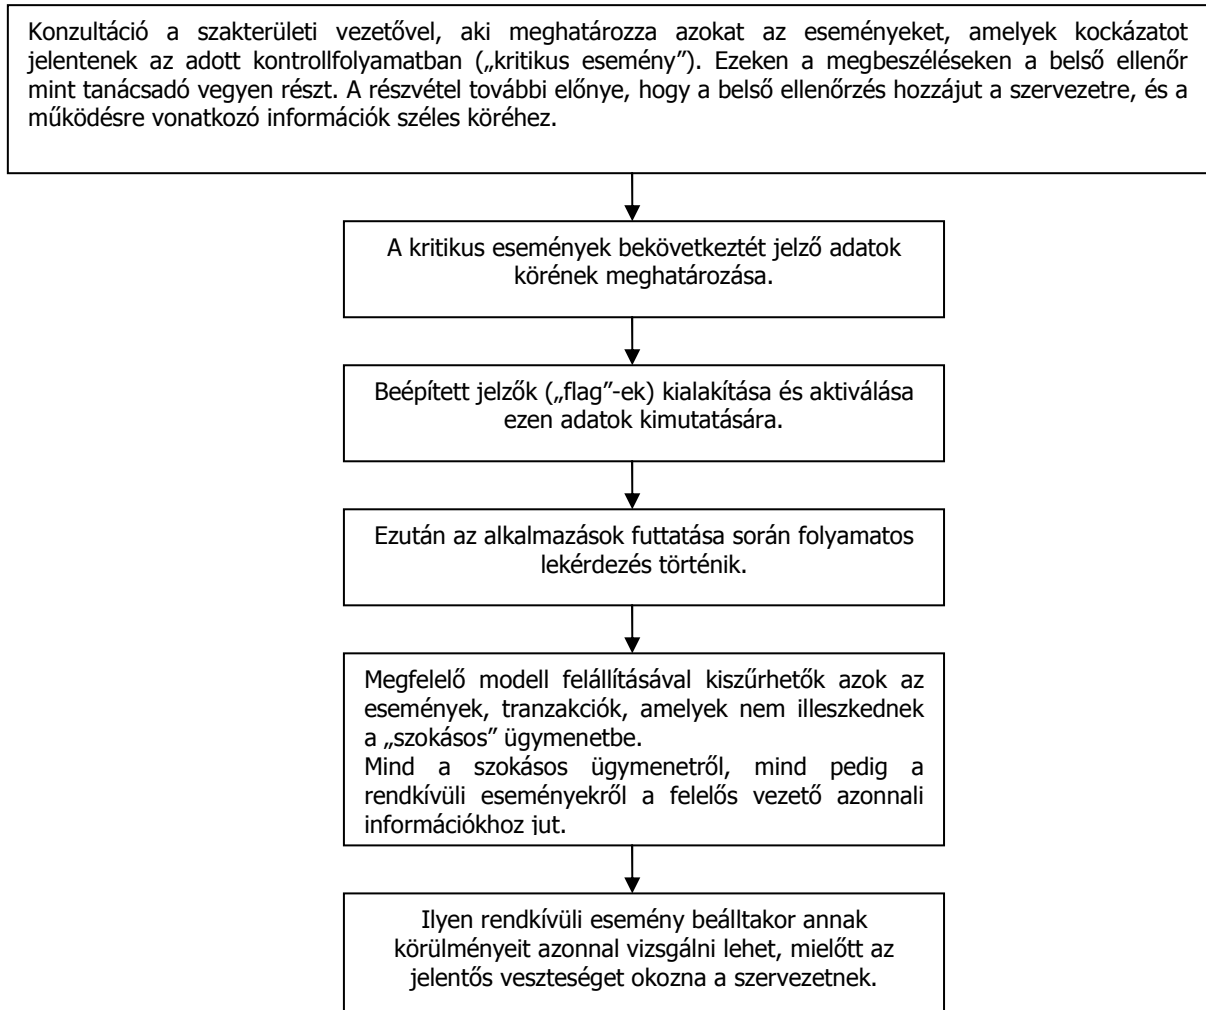 Konzultáció a szakterületi vezetővel, aki meghatározza azokat az eseményeket, amelyek kockázatot
jelentenek az adott kontrollfolyamatban („kritikus esemény”). Ezeken a megbeszéléseken a belső ellenőr
mint tanácsadó vegyen részt. A részvétel további előnye, hogy a belső ellenőrzés hozzájut a szervezetre, és a
működésre vonatkozó információk széles köréhez.
A kritikus események bekövetkeztét jelző adatok
körének meghatározása.
Beépített jelzők („flag”-ek) kialakítása és aktiválása
ezen adatok kimutatására.
Ezután az alkalmazások futtatása során folyamatos
lekérdezés történik.
Megfelelő modell felállításával kiszűrhetők azok az
események, tranzakciók, amelyek nem illeszkednek
a „szokásos” ügymenetbe.
Mind a szokásos ügymenetről, mind pedig a
rendkívüli eseményekről a felelős vezető azonnali
információkhoz jut.
Ilyen rendkívüli esemény beálltakor annak
körülményeit azonnal vizsgálni lehet, mielőtt az
jelentős veszteséget okozna a szervezetnek.